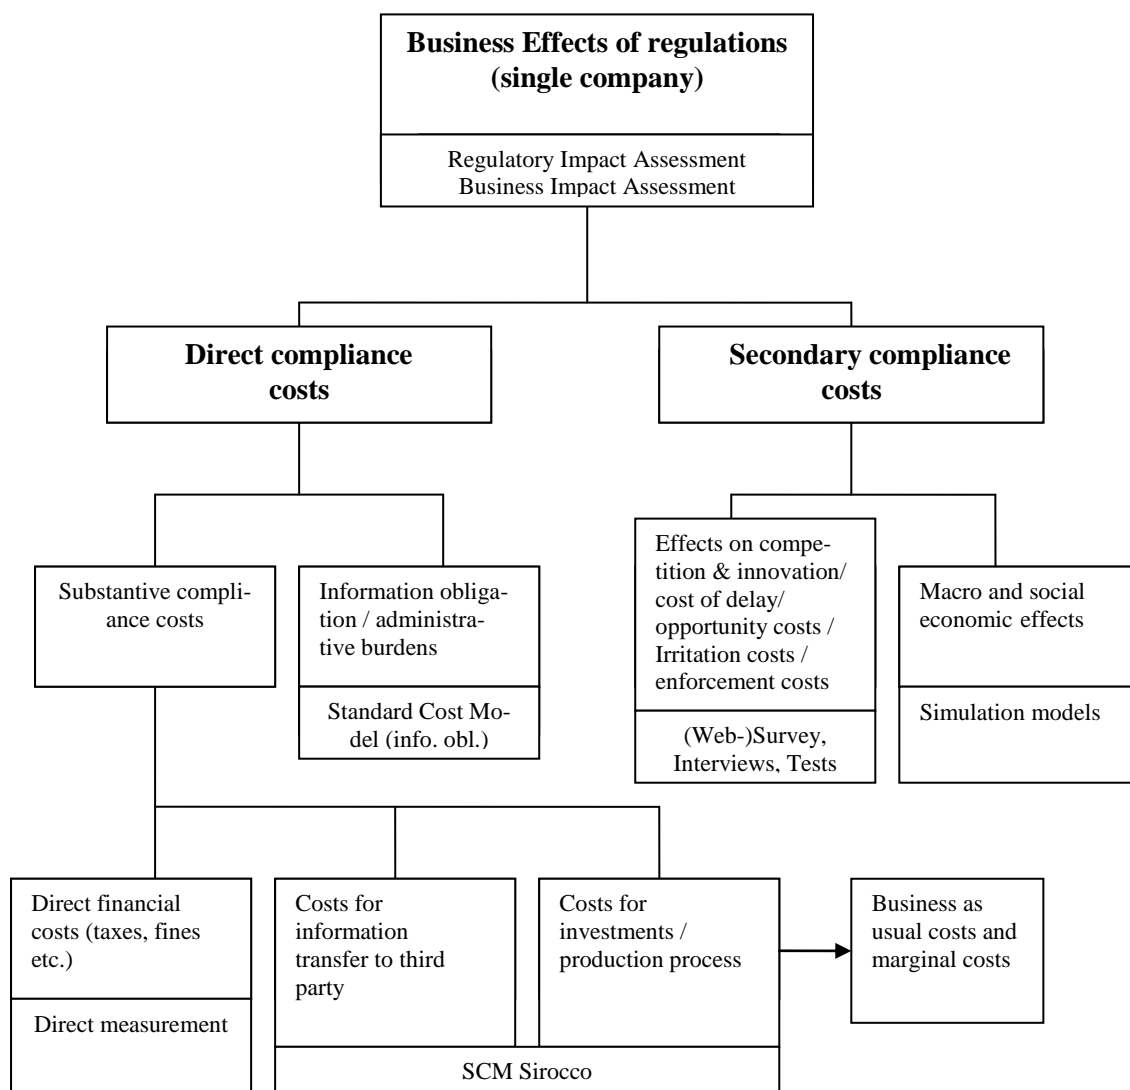 Business Effects of regulations
(single company)
Regulatory Impact Assessment
Business Impact Assessment
Direct compliance
costs
Secondary compliance
costs
Substantive compli-
ance costs
Information obliga-
tion / administra-
tive burdens
Standard Cost Mo-
del (info. obl.)
Effects on compe-
tition & innovation/
cost of delay/
opportunity costs /
Irritation costs /
enforcement costs
(Web-)Survey,
Interviews, Tests
Macro and social
economic effects
Simulation models
Direct financial
costs (taxes, fines
etc.)
Direct measurement
Costs for
information
transfer to third
party
Costs for
investments /
production process
SCM Sirocco
Business as
usual costs and
marginal costs